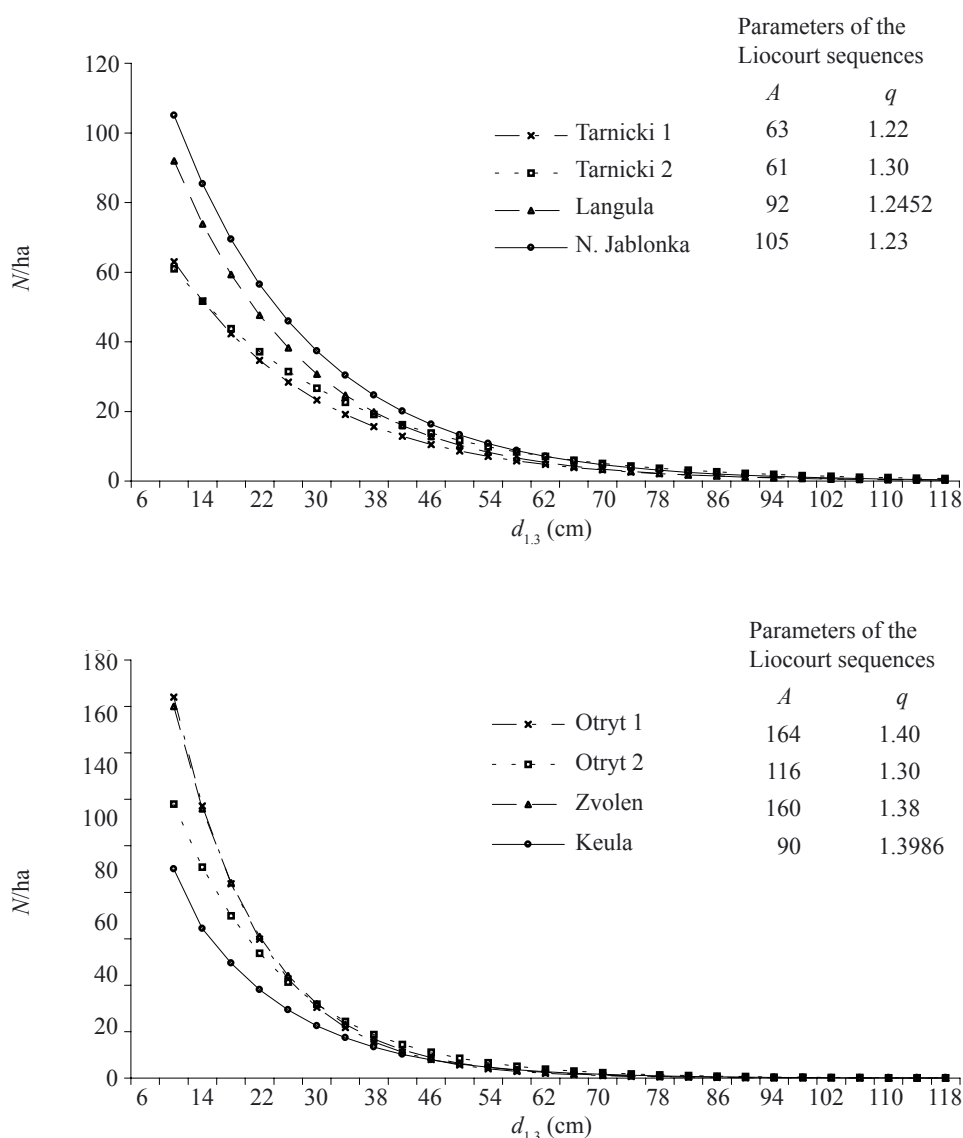 Parameters of the
Liocourt sequences
A q
Tarnicki 1 63 1.22
Tarnicki 2 61 1.30
Langula 92 1.2452
N. Jablonka 105 1.23
120
100
80
60
40
20
0
N/ha
6 14 22 30 38 46 54 62 70 78 86 94 102 110 118
d1.3 (cm)
Parameters of the
Liocourt sequences
A q
Otryt 1 164 1.40
Otryt 2 116 1.30
Zvolen 160 1.38
Keula 90 1.3986
180
160
140
100
80
60
40
20
0
N/ha
6 14 22 30 38 46 54 62 70 78 86 94 102 110 118
d1.3 (cm)